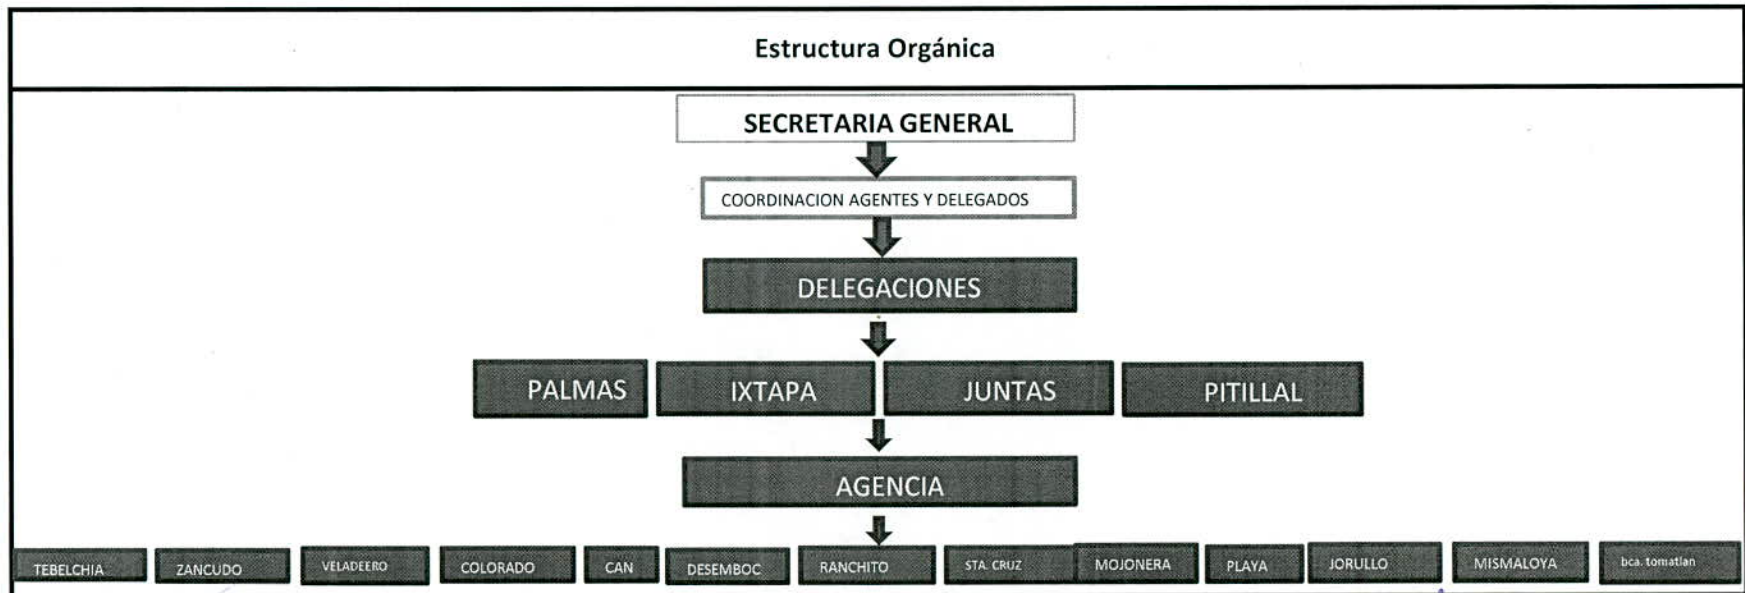 Estructura Orgánica
SECRETARIA GENERAL
COORDINACION AGENTES Y DELEGADOS
DELEGACIONES
PALMAS IXTAPA JUNTAS PITILLAL
AGENCIA
TEBELCHIA ZANCUDO VELADEERO COLORADO CAN DESEMBOC RANCHITO STA. CRUZ MOJONERA PLAYA JORULLO MISMALOYA bca. tomatlan